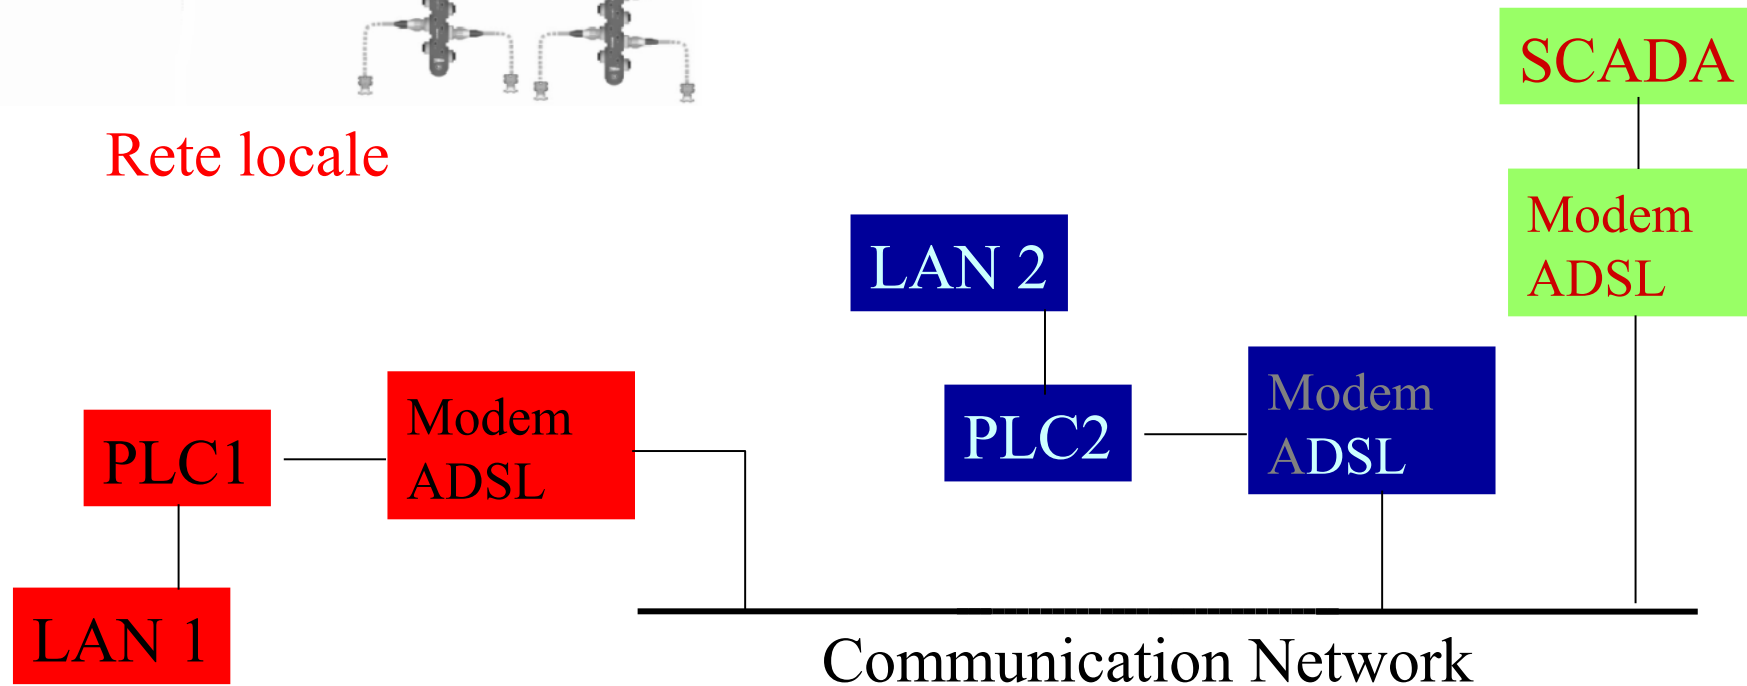 SCADA
Rete locale
Modem
ADSL
LAN 2
Modem
ADSL
PLC2
Modem
ADSL
PLC1
LAN 1
Communication Network